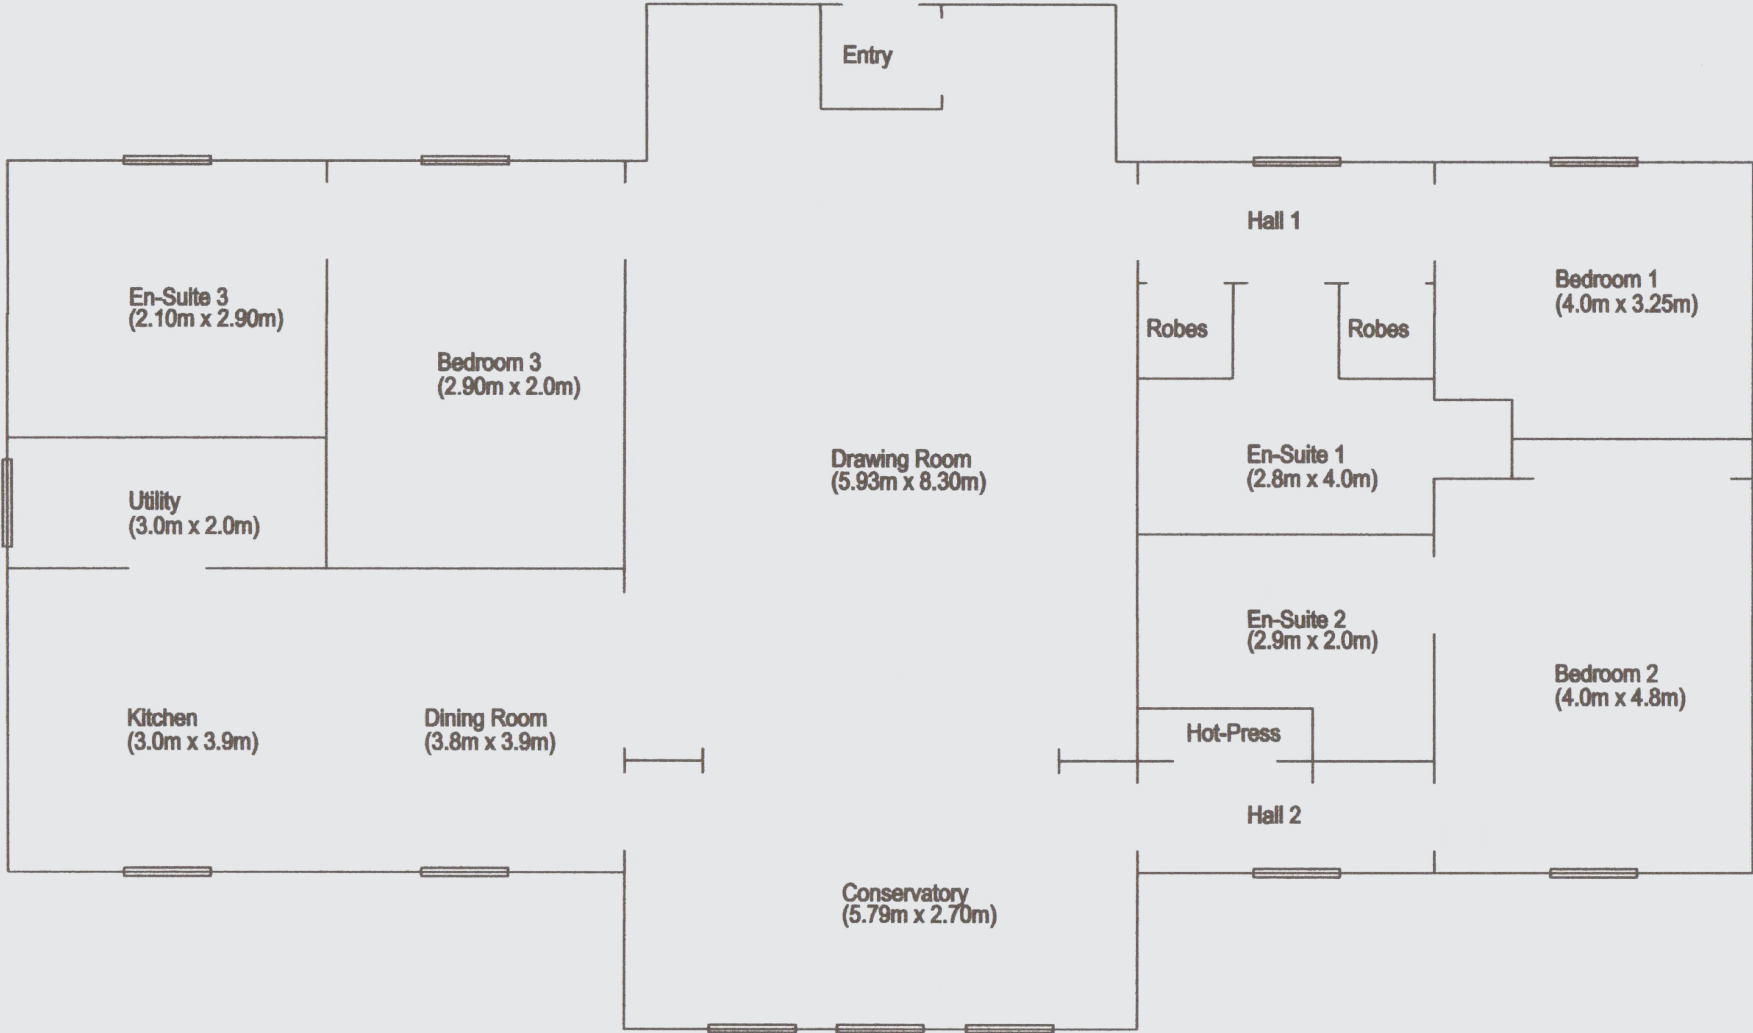 Entry
Hall 1
En-Suite 3
(2.10m x 2.90m)
Bedroom 3
(2.90m x 2.0m)
Utility
(3.0m x 2.0m)
Kitchen
(3.0m x 3.9m)
Dining Room
(3.8m x 3.9m)
Drawing Room
(5.93m x 8.30m)
Conservatory
(5.79m x 2.70m)
Robes
Robes
Bedroom 1
(4.0m x 3.25m)
En-Suite 1
(2.8m x 4.0m)
En-Suite 2
(2.9m x 2.0m)
Bedroom 2
(4.0m x 4.8m)
Hot-Press
Hall 2